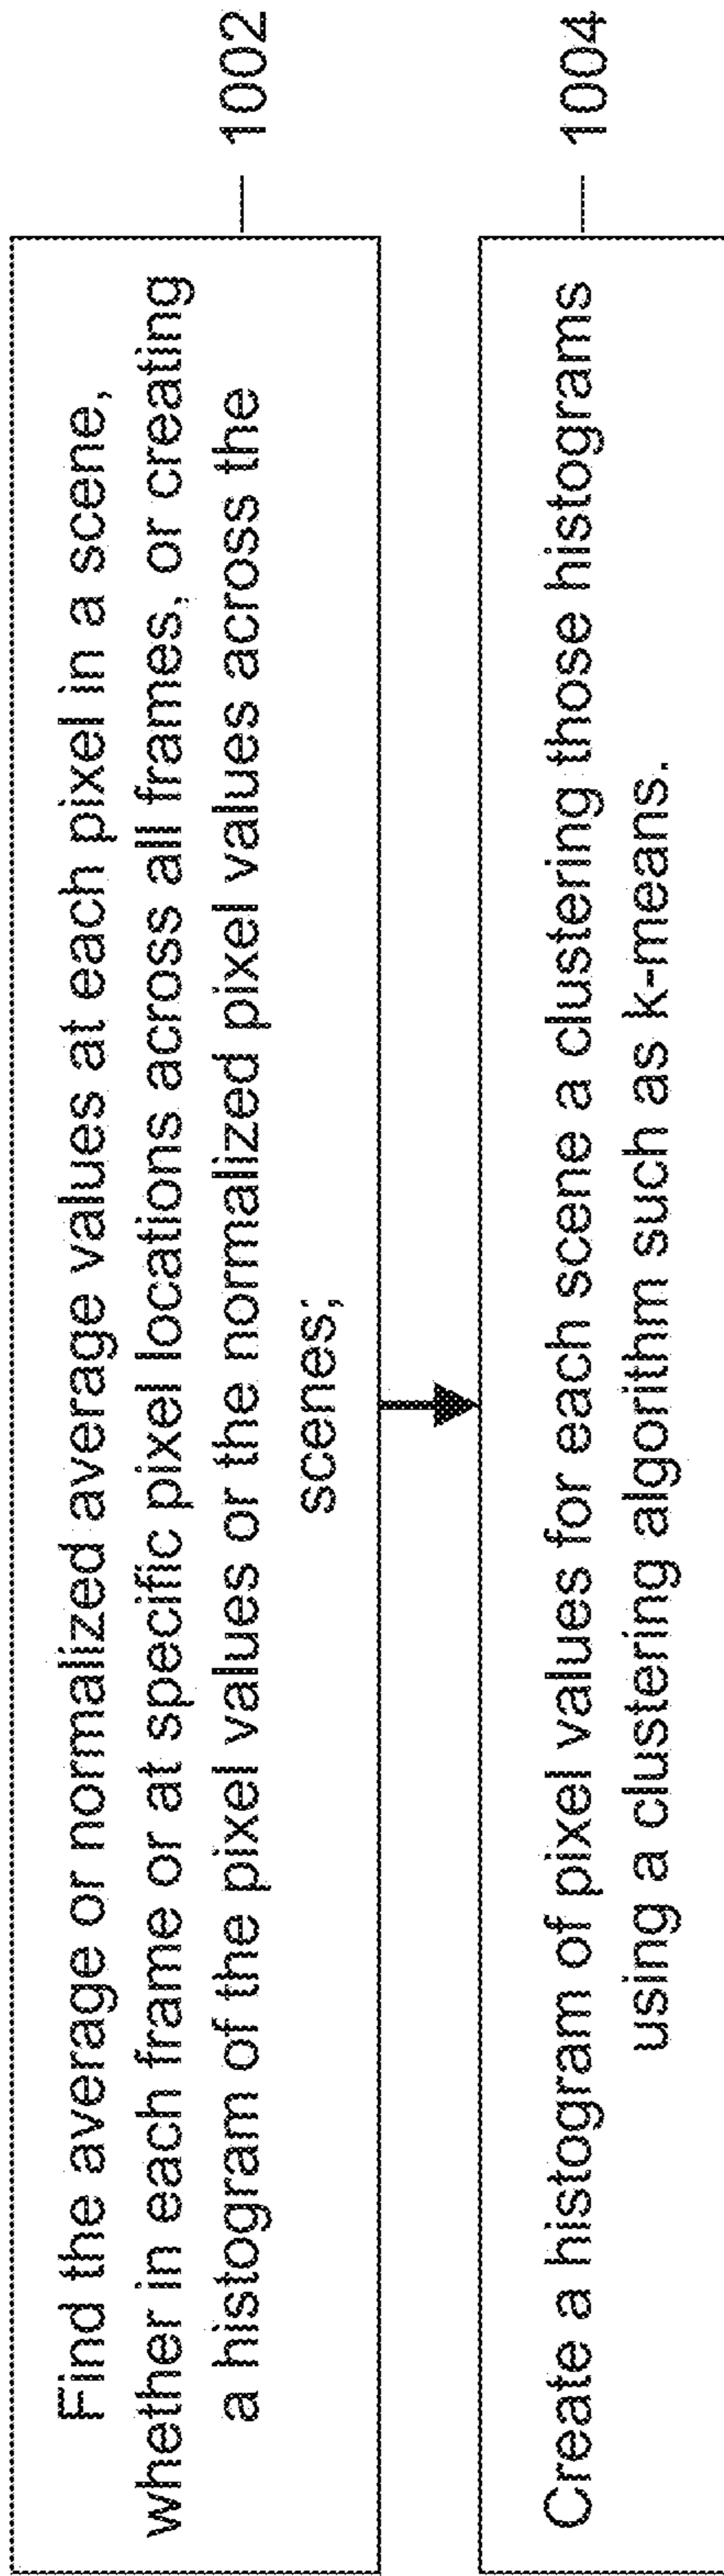 Find the average or normalized average values at each pixel in a scene,
whether in each frame or at specific pixel locations across all frames, or creating
a histogram of the pixel values or the normalized pixel values across the
scenes;
1002
Create a histogram of pixel values for each scene a clustering those histograms
using a clustering algorithm such as k-means.
1004